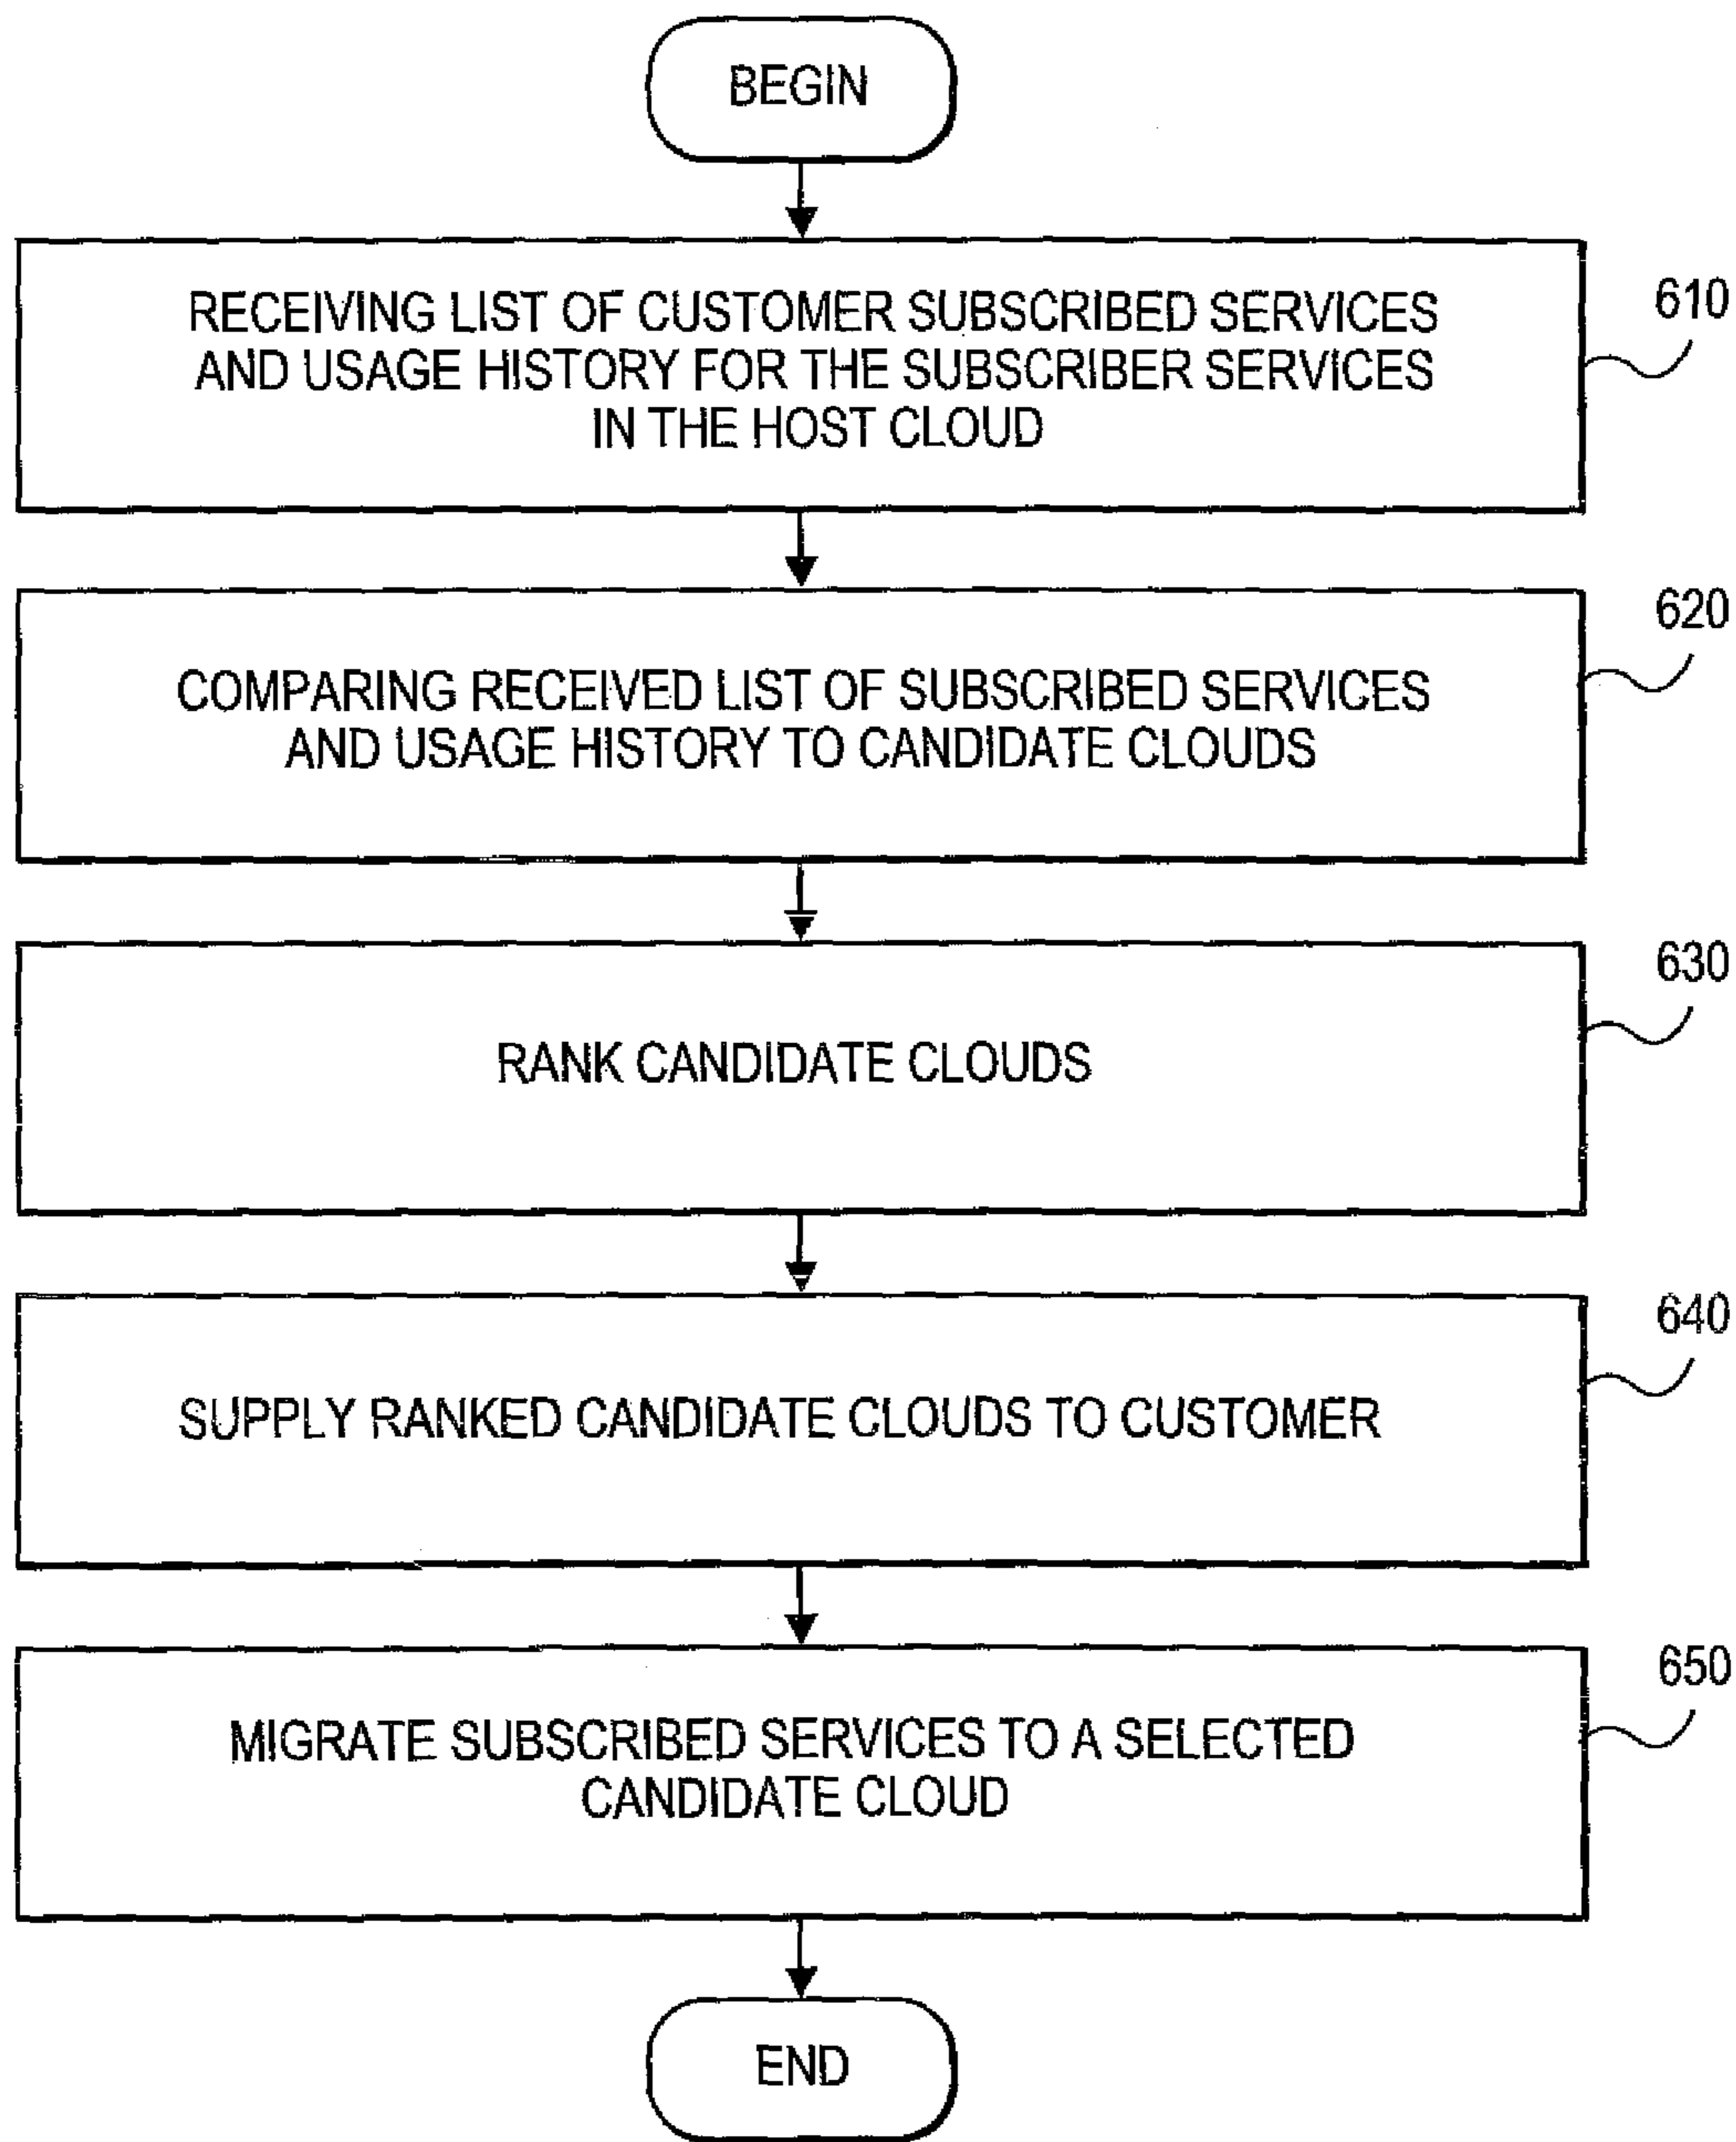 BEGIN
RECEIVING LIST OF CUSTOMER SUBSCRIBED SERVICES
AND USAGE HISTORY FOR THE SUBSCRIBER SERVICES
IN THE HOST CLOUD
610
COMPARING RECEIVED LIST OF SUBSCRIBED SERVICES
AND USAGE HISTORY TO CANDIDATE CLOUDS
620
RANK CANDIDATE CLOUDS
630
SUPPLY RANKED CANDIDATE CLOUDS TO CUSTOMER
640
MIGRATE SUBSCRIBED SERVICES TO A SELECTED
CANDIDATE CLOUD
650
END